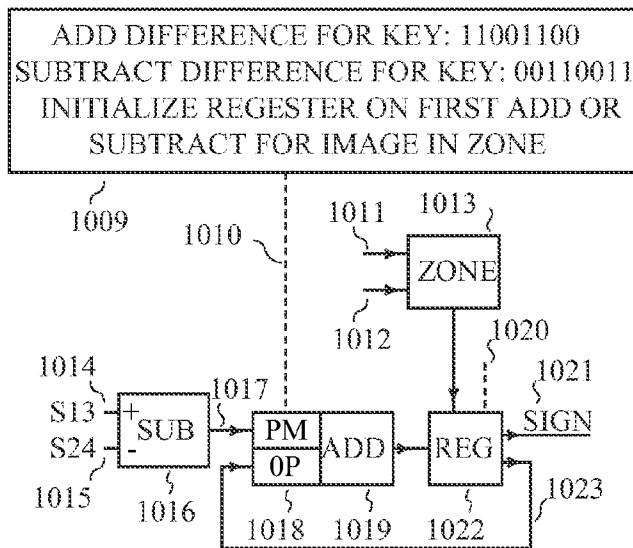 ADD DIFFERENCE FOR KEY: 11001100
SUBTRACT DIFFERENCE FOR KEY: 00110011
INITIALIZE REGESTER ON FIRST ADD OR
SUBTRACT FOR IMAGE IN ZONE
1009
1010
1011
1013
ZONE
1012
1020
1014
1021
1017
S13
+
SUB
PM
ADD
REG
SIGN
S24
-
0P
1015
1016
1018
1019
1022
1023